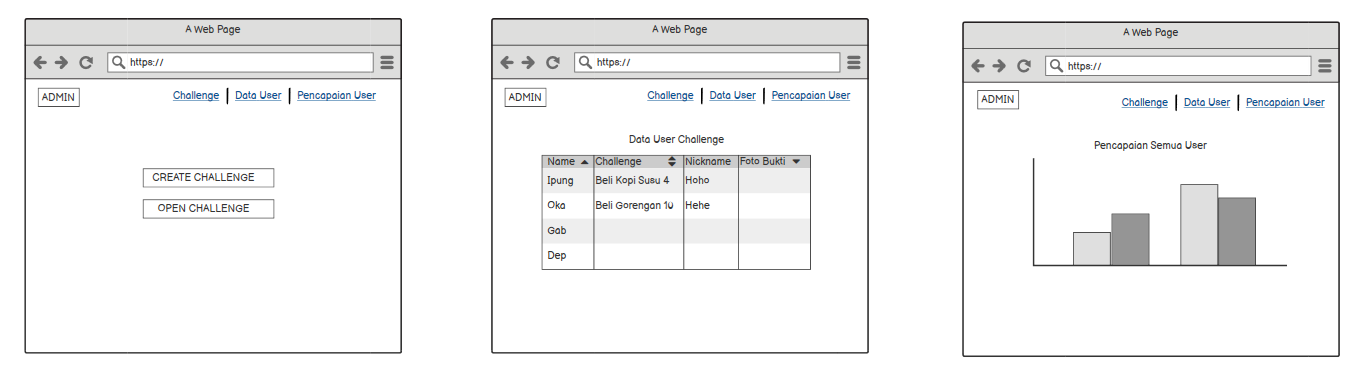 A Web Page
https://
ADMIN
Challenge Data User Pencapaian User
CREATE CHALLENGE
OPEN CHALLENGE
A Web Page
https://
ADMIN
Challenge Data User Pencapaian User
Data User Challenge
Name Challenge Nickname Foto Bukti
Ipung Beli Kopi Susu 4 Hoho
Oka Beli Gorengan 10 Hehe
Gab
Dep
A Web Page
https://
ADMIN
Challenge Data User Pencapaian User
Pencapaian Semua User